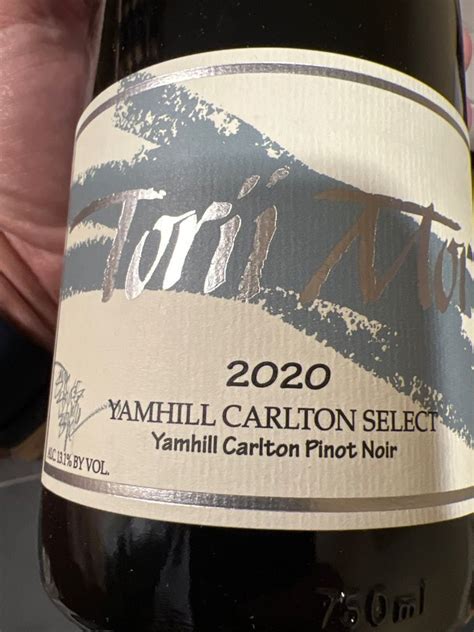 Torii Mor
2020
YAMHILL CARLTON SELECT
Yamhill Carlton Pinot Noir
ALC. 13.1% BY VOL.
750ml